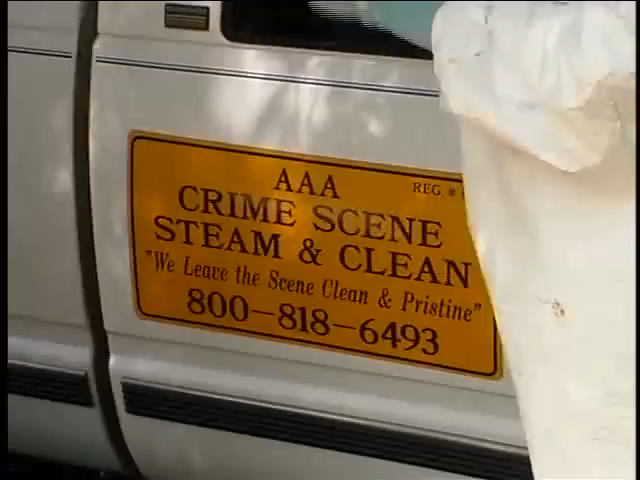 AAA
REG. #
CRIME SCENE
STEAM & CLEAN
"We Leave the Scene Clean & Pristine"
800-818-6493